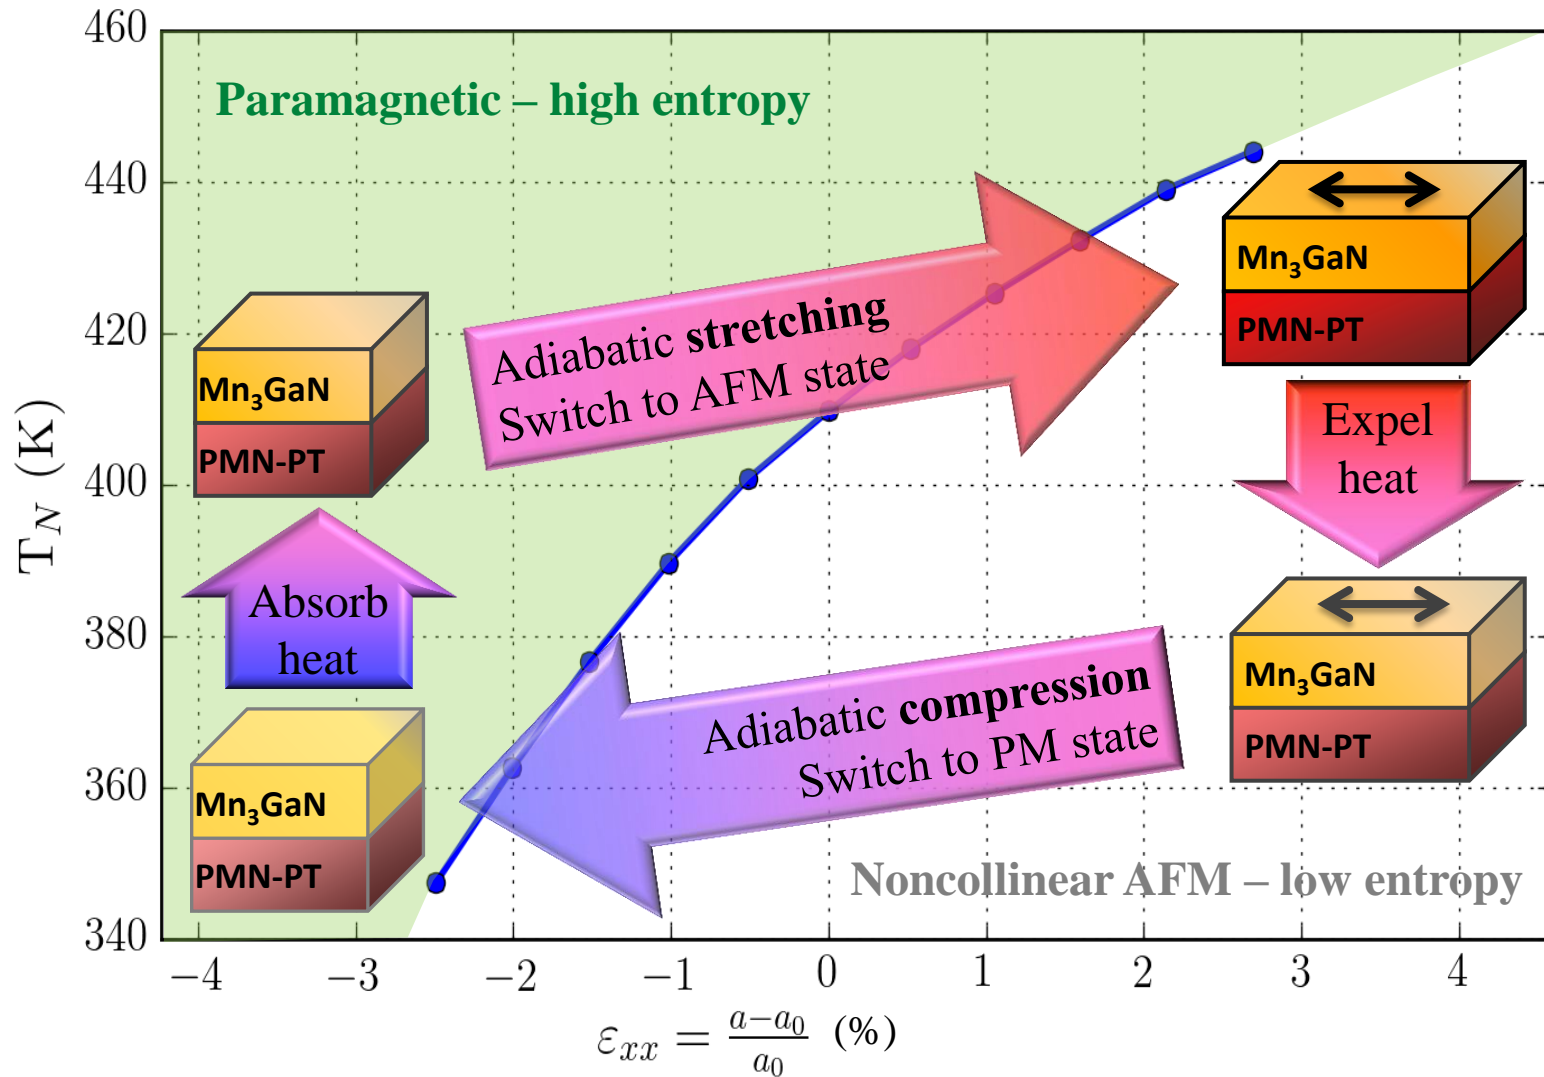 460
440
420
400
380
360
340
T_N (K)
Paramagnetic – high entropy
Adiabatic stretching
Switch to AFM state
Mn₃GaN
PMN-PT
Mn₃GaN
PMN-PT
Expel
heat
Absorb
heat
Mn₃GaN
PMN-PT
Adiabatic compression
Switch to PM state
Mn₃GaN
PMN-PT
Noncollinear AFM – low entropy
−4 −3 −2 −1 0 1 2 3 4
ε_xx = (a−a₀)/a₀ (%)